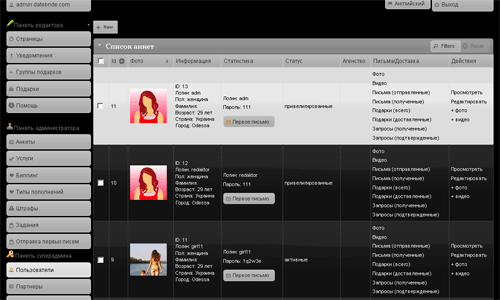 admin datebride.com
Английский
Выход
Панель редактора
+ New
Страницы
Список анкет
Filters
Reset
Уведомления
Id
Фото
Информация
Статистика
Статус
Агенство
Письма/Доставка
Действия
Группы подарков
Подарки
Помощь
11
ID: 13
Логин: adm
Пол: женщина
Фамилия:
Возраст: 29 лет
Страна: Украина
Город: Odessa
Логин: adm
Пароль: 111
Первое письмо
привелированные
Фото
Видео
Письма (отправленные)
Письма (полученные)
Подарки (всего)
Подарки (доставленные)
Запросы (полученные)
Просмотреть
Редактировать
+ фото
+ видео
Панель администратора
Анкеты
Услуги
Биллинг
Типы пополнений
Штрафы
Задания
Отправка первых писем
10
ID: 12
Логин: redaktor
Пол: женщина
Фамилия:
Возраст: 29 лет
Страна: Украина
Город: Odessa
Логин: redaktor
Пароль: 111
Первое письмо
привелированные
Фото
Видео
Письма (отправленные)
Письма (полученные)
Подарки (всего)
Подарки (доставленные)
Запросы (полученные)
Просмотреть
Редактировать
+ фото
+ видео
Панель суперадмина
Пользователи
Партнеры
9
ID: 11
Логин: girl11
Пол: женщина
Фамилия:
Возраст: 29 лет
Страна: Украина
Город: Odessa
Логин: girl11
Пароль: 1q2w3e
Первое письмо
активные
Фото
Видео
Письма (отправленные)
Письма (полученные)
Подарки (всего)
Подарки (доставленные)
Запросы (полученные)
Просмотреть
Редактировать
+ фото
+ видео